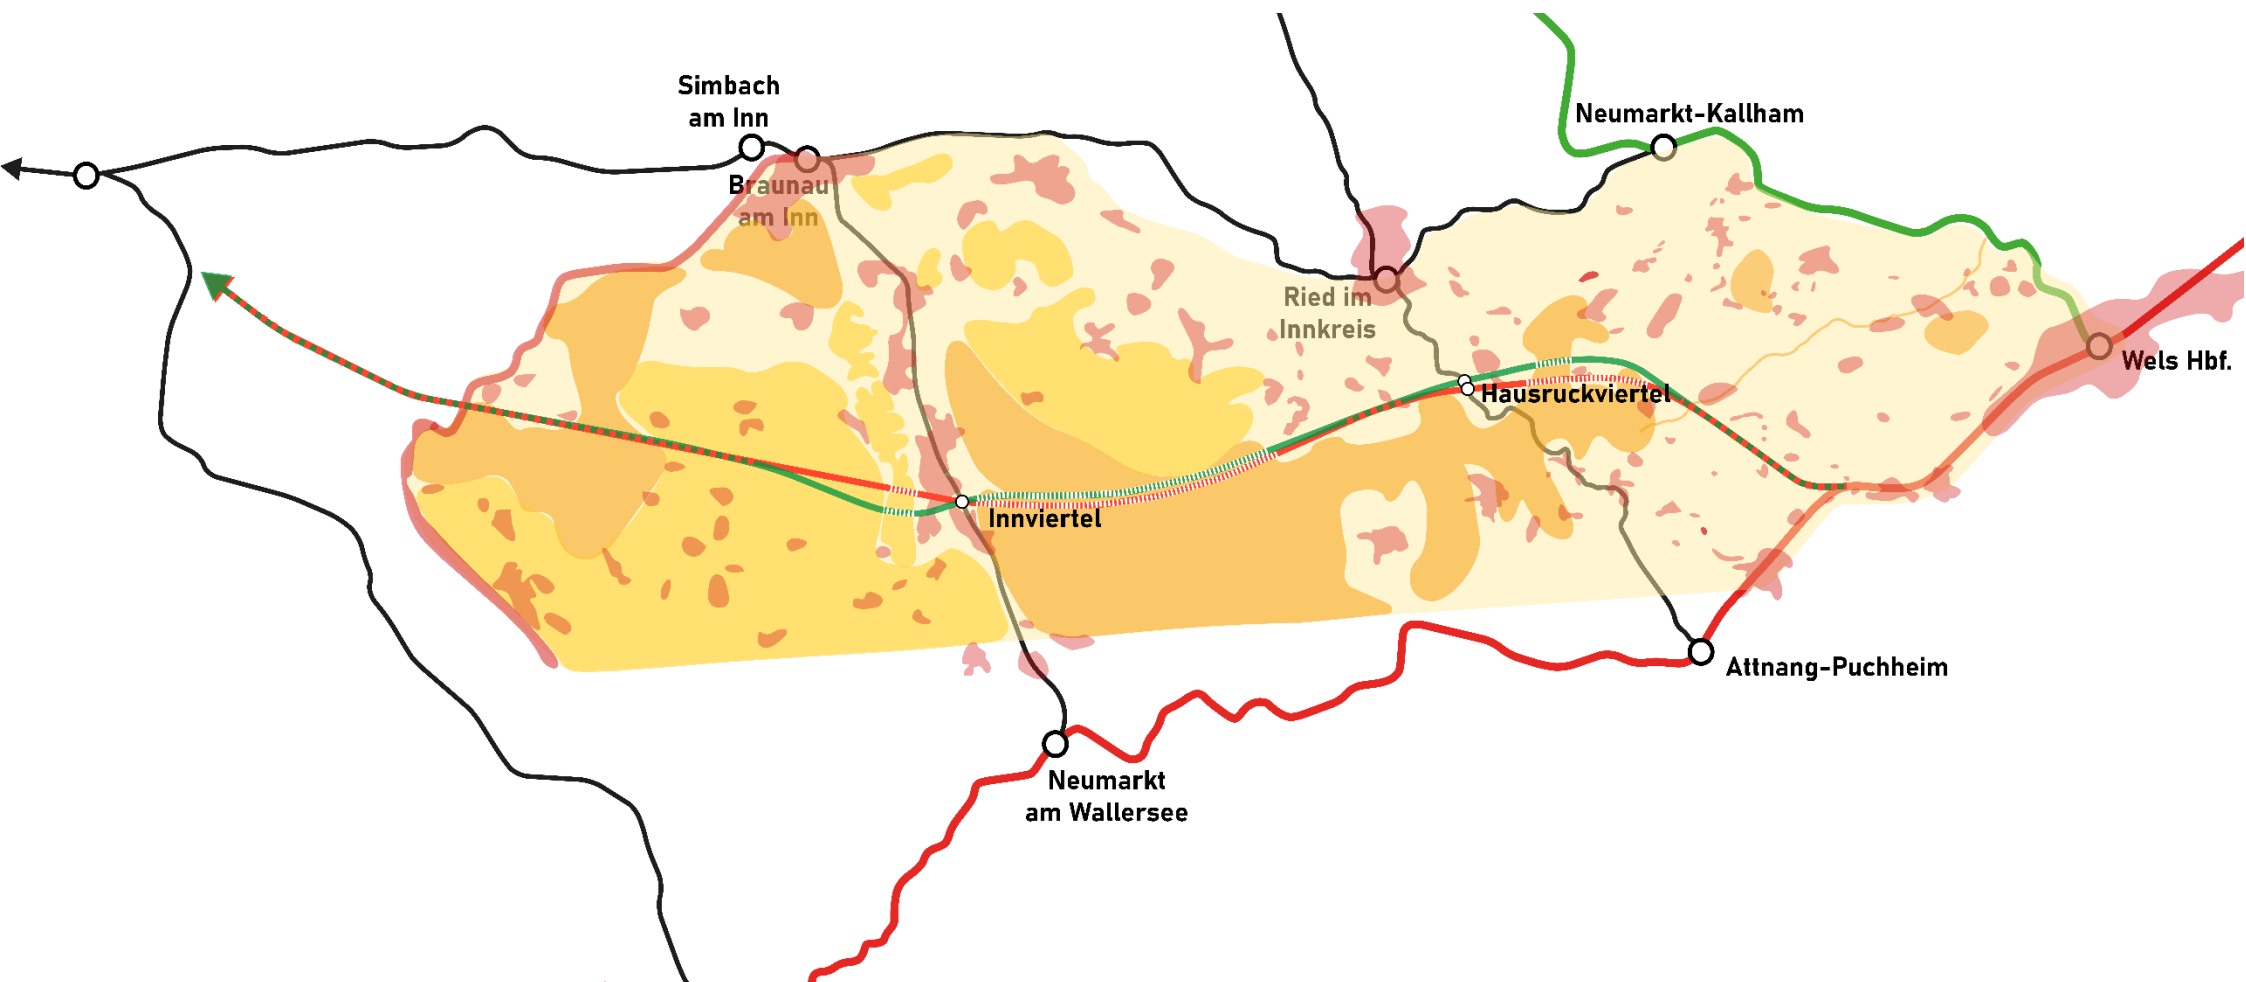 Simbach
am Inn
Neumarkt-Kallham
Braunau
am Inn
Ried im
Innkreis
Wels Hbf.
Hausruckviertel
Innviertel
Attnang-Puchheim
Neumarkt
am Wallersee